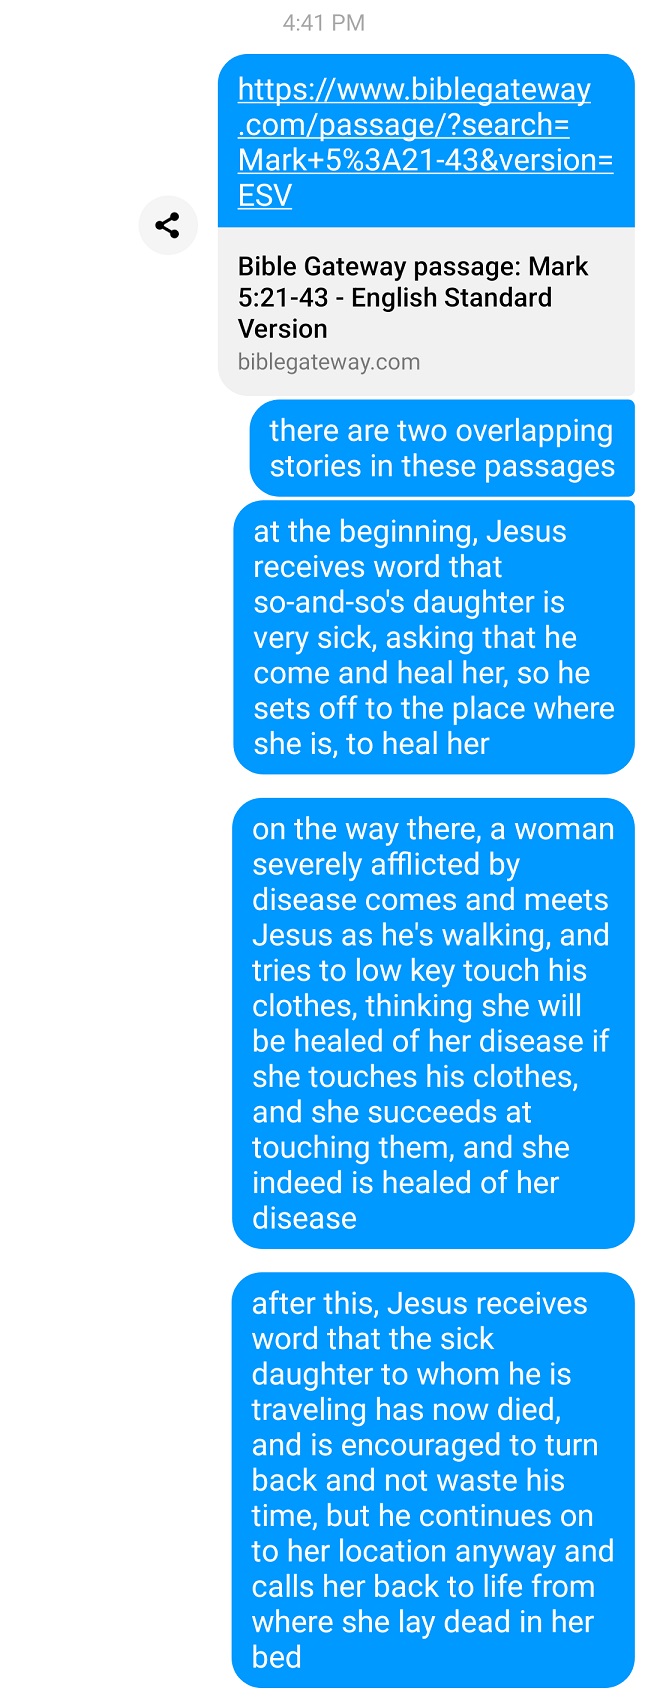 4:41 PM
https://www.biblegateway
.com/passage/?search=
Mark+5%3A21-43&version=
ESV
Bible Gateway passage: Mark
5:21-43 - English Standard
Version
biblegateway.com
there are two overlapping
stories in these passages
at the beginning, Jesus
receives word that
so-and-so's daughter is
very sick, asking that he
come and heal her, so he
sets off to the place where
she is, to heal her
on the way there, a woman
severely afflicted by
disease comes and meets
Jesus as he's walking, and
tries to low key touch his
clothes, thinking she will
be healed of her disease if
she touches his clothes,
and she succeeds at
touching them, and she
indeed is healed of her
disease
after this, Jesus receives
word that the sick
daughter to whom he is
traveling has now died,
and is encouraged to turn
back and not waste his
time, but he continues on
to her location anyway and
calls her back to life from
where she lay dead in her
bed